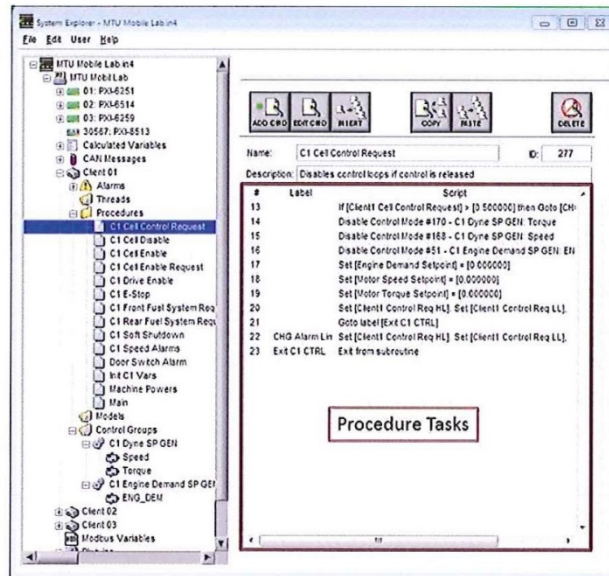 System Explorer - MTU Mobile Lab.in4
File Edit User Help
MTU Mobile Lab.in4
MTU Mobil Lab
01: PXI-6251
02: PXI-6514
03: PXI-6259
30567: PXI-8513
Calculated Variables
CAN Messages
Client 01
Alarms
Threads
Procedures
C1 Cell Control Request
C1 Cell Disable
C1 Cell Enable
C1 Cell Enable Request
C1 Drive Enable
C1 E-Stop
C1 Front Fuel System Req
C1 Rear Fuel System Requ
C1 Soft Shutdown
C1 Speed Alarms
Door Switch Alarm
Init C1 Vars
Machine Powers
Main
Models
Control Groups
C1 Dyne SP GEN
Speed
Torque
C1 Engine Demand SP GEN
ENG_DEM
Client 02
Client 03
Modbus Variables
ADD CMD EDIT CMD INSERT COPY PASTE DELETE
Name: C1 Cell Control Request ID: 277
Description: Disables control loops if control is released
# Label Script
13 If [Client1 Cell Control Request] > [0.500000] then Goto [CH
14 Disable Control Mode #170 - C1 Dyne SP GEN: Torque
15 Disable Control Mode #168 - C1 Dyne SP GEN: Speed
16 Disable Control Mode #51 - C1 Engine Demand SP GEN: EN
17 Set [Engine Demand Setpoint] = [0.000000]
18 Set [Motor Speed Setpoint] = [0.000000]
19 Set [Motor Torque Setpoint] = [0.000000]
20 Set [Client1 Control Req HL]. Set [Client1 Control Req LL].
21 Goto label [Exit C1 CTRL]
22 CHG Alarm Lim Set [Client1 Control Req HL]. Set [Client1 Control Req LL].
23 Exit C1 CTRL Exit from subroutine
Procedure Tasks